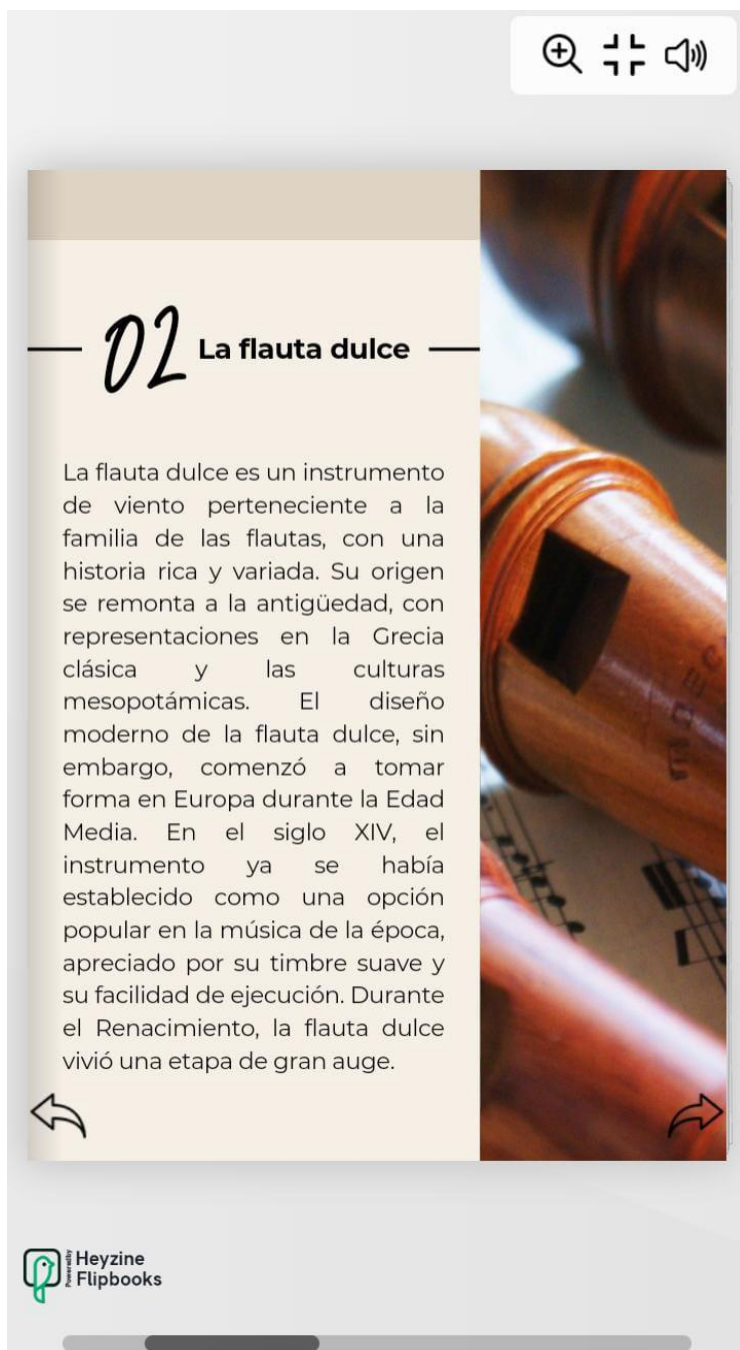 02 La flauta dulce
La flauta dulce es un instrumento
de viento perteneciente a la
familia de las flautas, con una
historia rica y variada. Su origen
se remonta a la antigüedad, con
representaciones en la Grecia
clásica y las culturas
mesopotámicas. El diseño
moderno de la flauta dulce, sin
embargo, comenzó a tomar
forma en Europa durante la Edad
Media. En el siglo XIV, el
instrumento ya se había
establecido como una opción
popular en la música de la época,
apreciado por su timbre suave y
su facilidad de ejecución. Durante
el Renacimiento, la flauta dulce
vivió una etapa de gran auge.
Powered by
Heyzine
Flipbooks